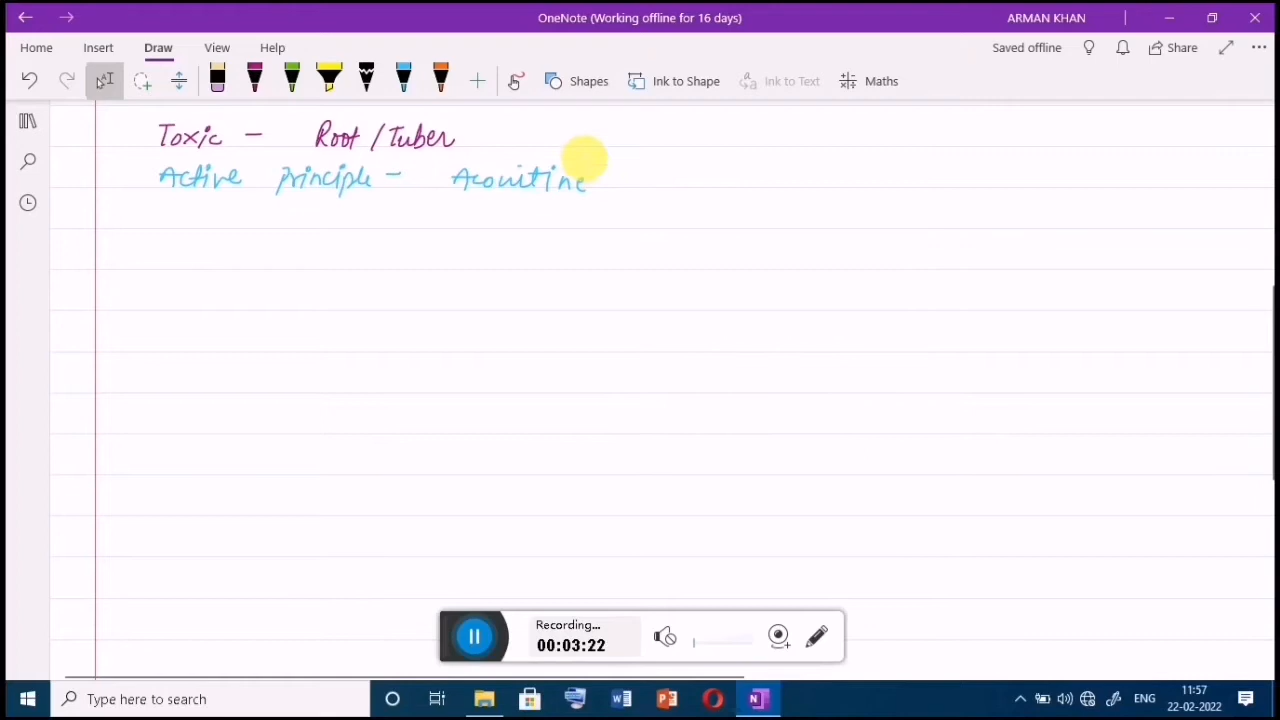 OneNote (Working offline for 16 days)
ARMAN KHAN
Home Insert Draw View Help
Saved offline
Share
Shapes
Ink to Shape
Ink to Text
Maths
Toxic - Root/Tuber
Active principle - Aconitine
Recording...
00:03:22
Type here to search
ENG
11:57
22-02-2022